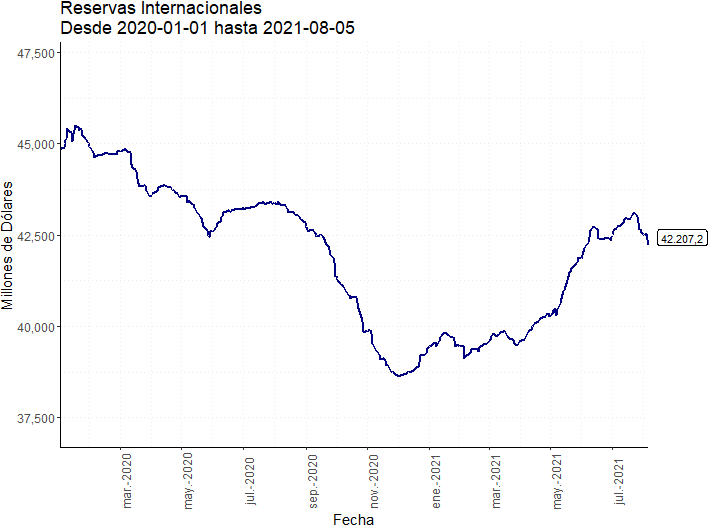 Reservas Internacionales
Desde 2020-01-01 hasta 2021-08-05
Millones de Dólares
47,500
45,000
42,500
40,000
37,500
42.207,2
mar.-2020
may.-2020
jul.-2020
sep.-2020
nov.-2020
ene.-2021
mar.-2021
may.-2021
jul.-2021
Fecha